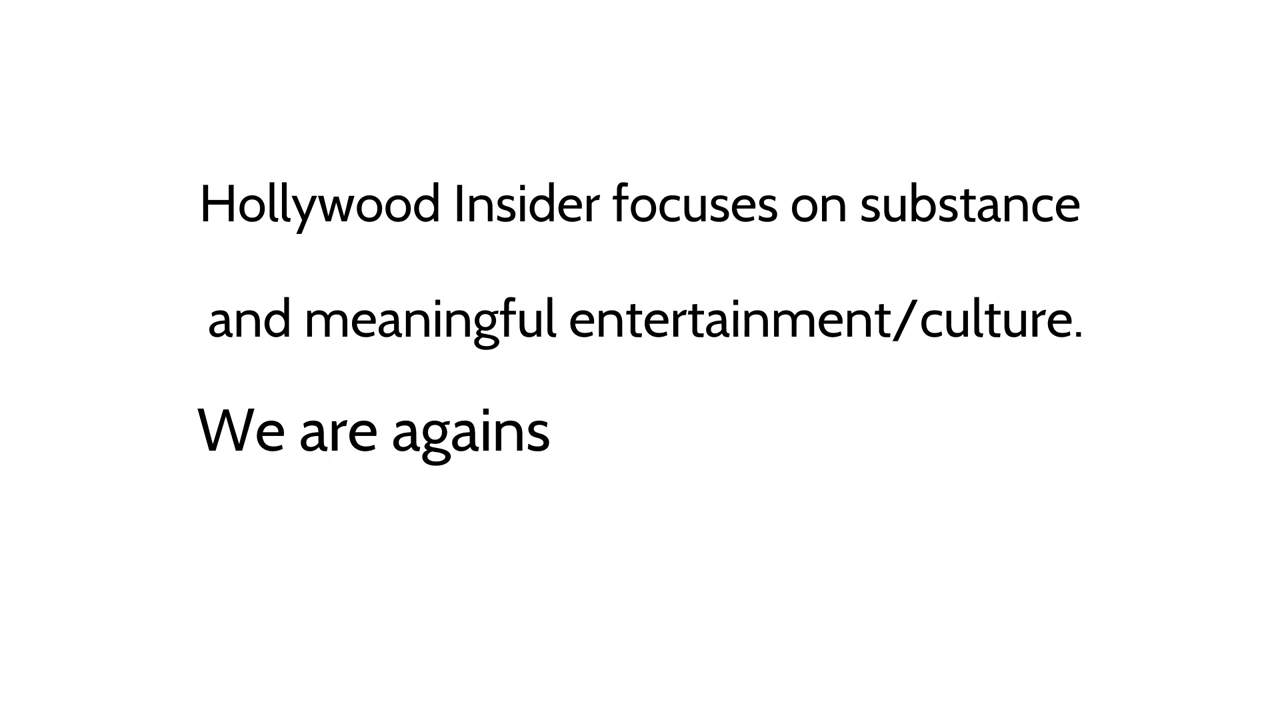 Hollywood Insider focuses on substance
and meaningful entertainment/culture.
We are agains